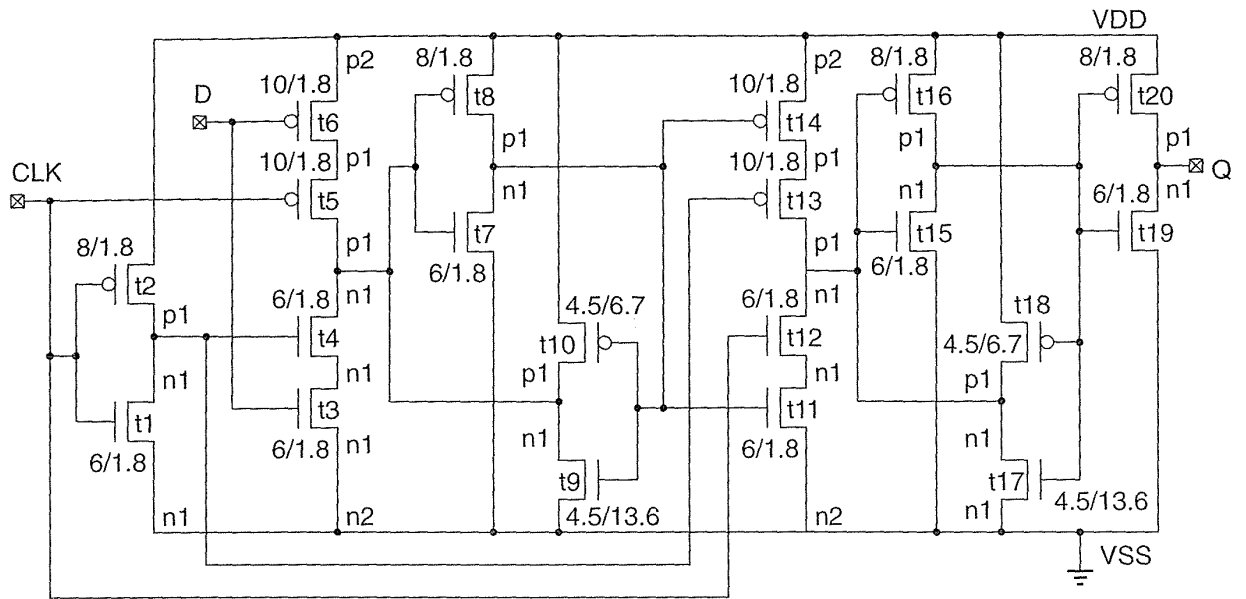 VDD
8/1.8
p2
8/1.8
p2
8/1.8
8/1.8
10/1.8
D
t8
10/1.8
t16
t20
t6
t14
p1
p1
p1
p1
p1
CLK
10/1.8
n1
10/1.8
n1
Q
n1
t5
t13
6/1.8
t7
t15
t19
p1
p1
8/1.8
6/1.8
6/1.8
t2
n1
n1
6/1.8
4.5/6.7
6/1.8
t18
p1
t4
t10
t12
4.5/6.7
n1
p1
n1
p1
n1
t3
t11
t1
n1
n1
6/1.8
n1
6/1.8
6/1.8
t9
t17
n1
n2
4.5/13.6
n2
n1
4.5/13.6
VSS